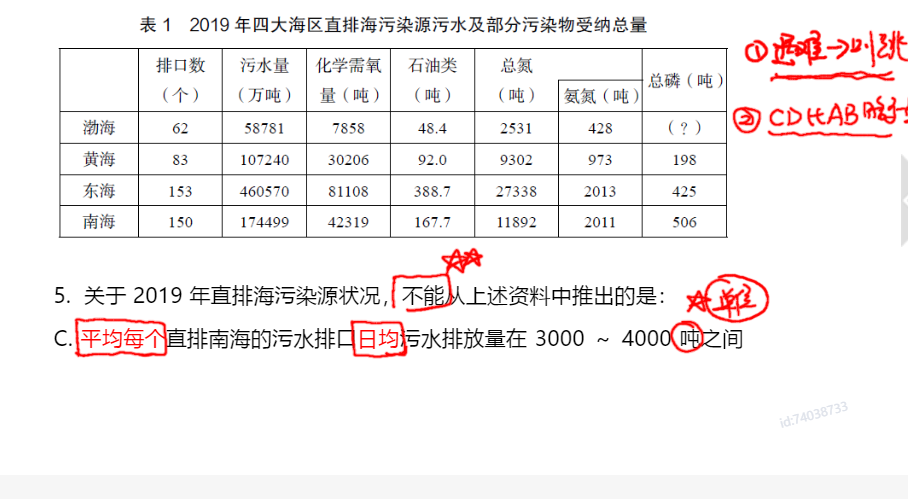 表 1 2019 年四大海区直排海污染源污水及部分污染物受纳总量
排口数（个） 污水量（万吨） 化学需氧量（吨） 石油类（吨） 总氮（吨） 氨氮（吨） 总磷（吨）
渤海 62 58781 7858 48.4 2531 428 （？）
黄海 83 107240 30206 92.0 9302 973 198
东海 153 460570 81108 388.7 27338 2013 425
南海 150 174499 42319 167.7 11892 2011 506
① 遇难→叫跳
② CD比AB
5. 关于 2019 年直排海污染源状况，不能从上述资料中推出的是：
难
C. 平均每个直排南海的污水排口日均污水排放量在 3000 ~ 4000 吨之间
id:74038733